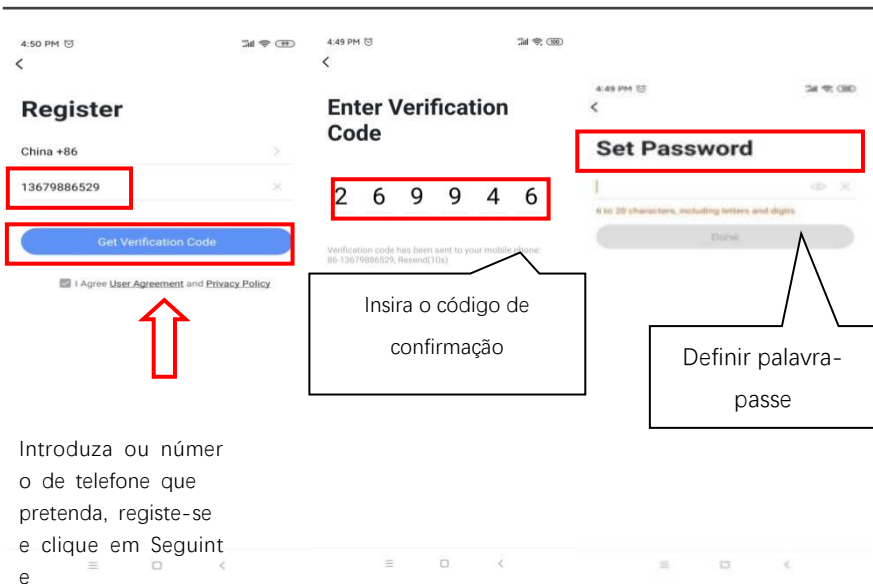 4:50 PM
99
Register
China +86
13679886529
Get Verification Code
I Agree User Agreement and Privacy Policy
Introduza ou númer
o de telefone que
pretenda, registe-se
e clique em Seguint
e
4:49 PM
100
Enter Verification
Code
2 6 9 9 4 6
Verification code has been sent to your mobile phone:
86-13679886529, Resend(10s)
Insira o código de
confirmação
4:49 PM
100
Set Password
6 to 20 characters, including letters and digits
Done
Definir palavra-
passe